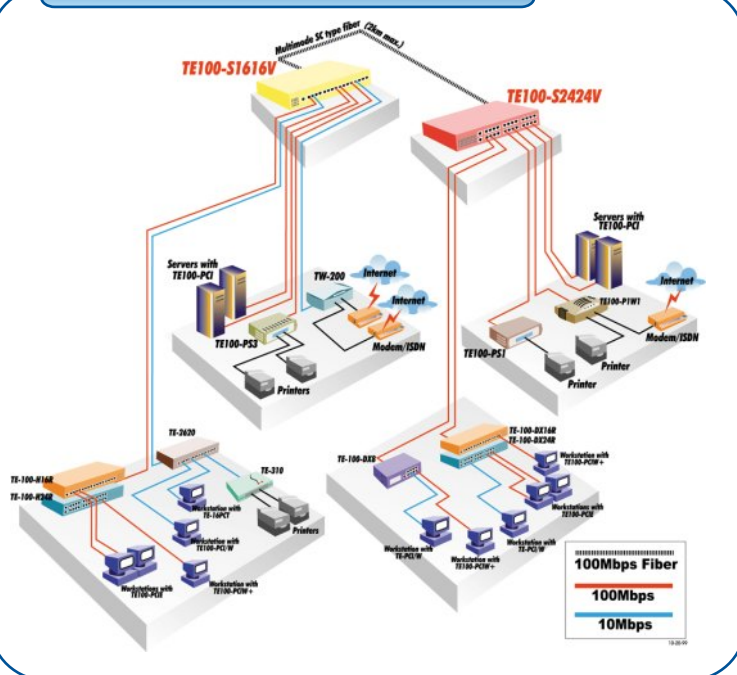 Multimode SC type fiber (2km max.)
TE100-S1616V
TE100-S2424V
Servers with
TE100-PCI
TW-200
Internet
Internet
Modem/ISDN
TE100-PS3
Printers
Servers with
TE100-PCI
TE100-P1W1
Internet
Modem/ISDN
TE100-PS1
Printer
Printer
TE-2620
TE-100-H16R
TE-100-H24R
TE-310
Workstation with
TE-16PCT
Printers
Workstation with
TE100-PCI/W
Workstations with
TE100-PCIE
Workstation with
TE100-PCIW+
TE-100-DX16R
TE-100-DX24R
TE-100-DX8
Workstation with
TE100-PCIW+
Workstations with
TE100-PCIE
Workstation with
TE-PCI/W
Workstation with
TE100-PCIW+
Workstation with
TE-PCI/W
100Mbps Fiber
100Mbps
10Mbps